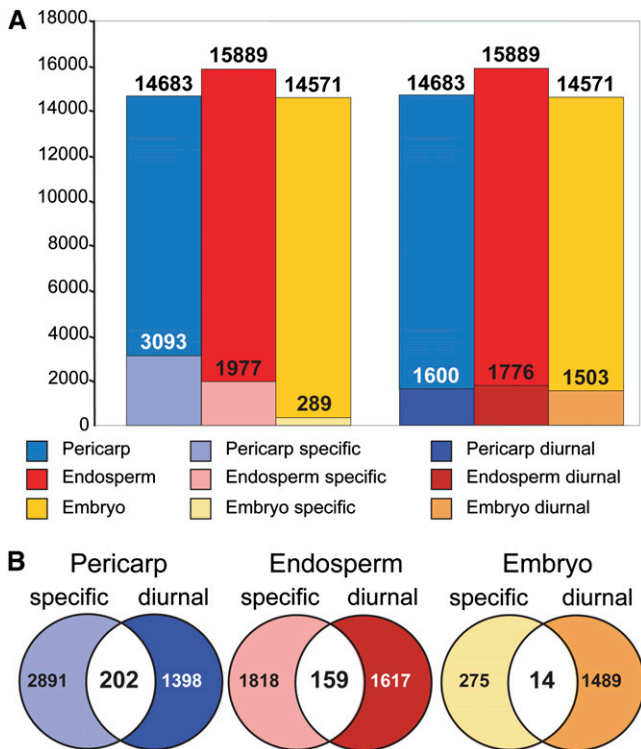 A
18000
16000
14000
12000
10000
8000
6000
4000
2000
0
14683 15889 14571 14683 15889 14571
3093 1977 289 1600 1776 1503
Pericarp Pericarp specific Pericarp diurnal
Endosperm Endosperm specific Endosperm diurnal
Embryo Embryo specific Embryo diurnal
B Pericarp Endosperm Embryo
specific diurnal specific diurnal specific diurnal
2891 202 1398 1818 159 1617 275 14 1489